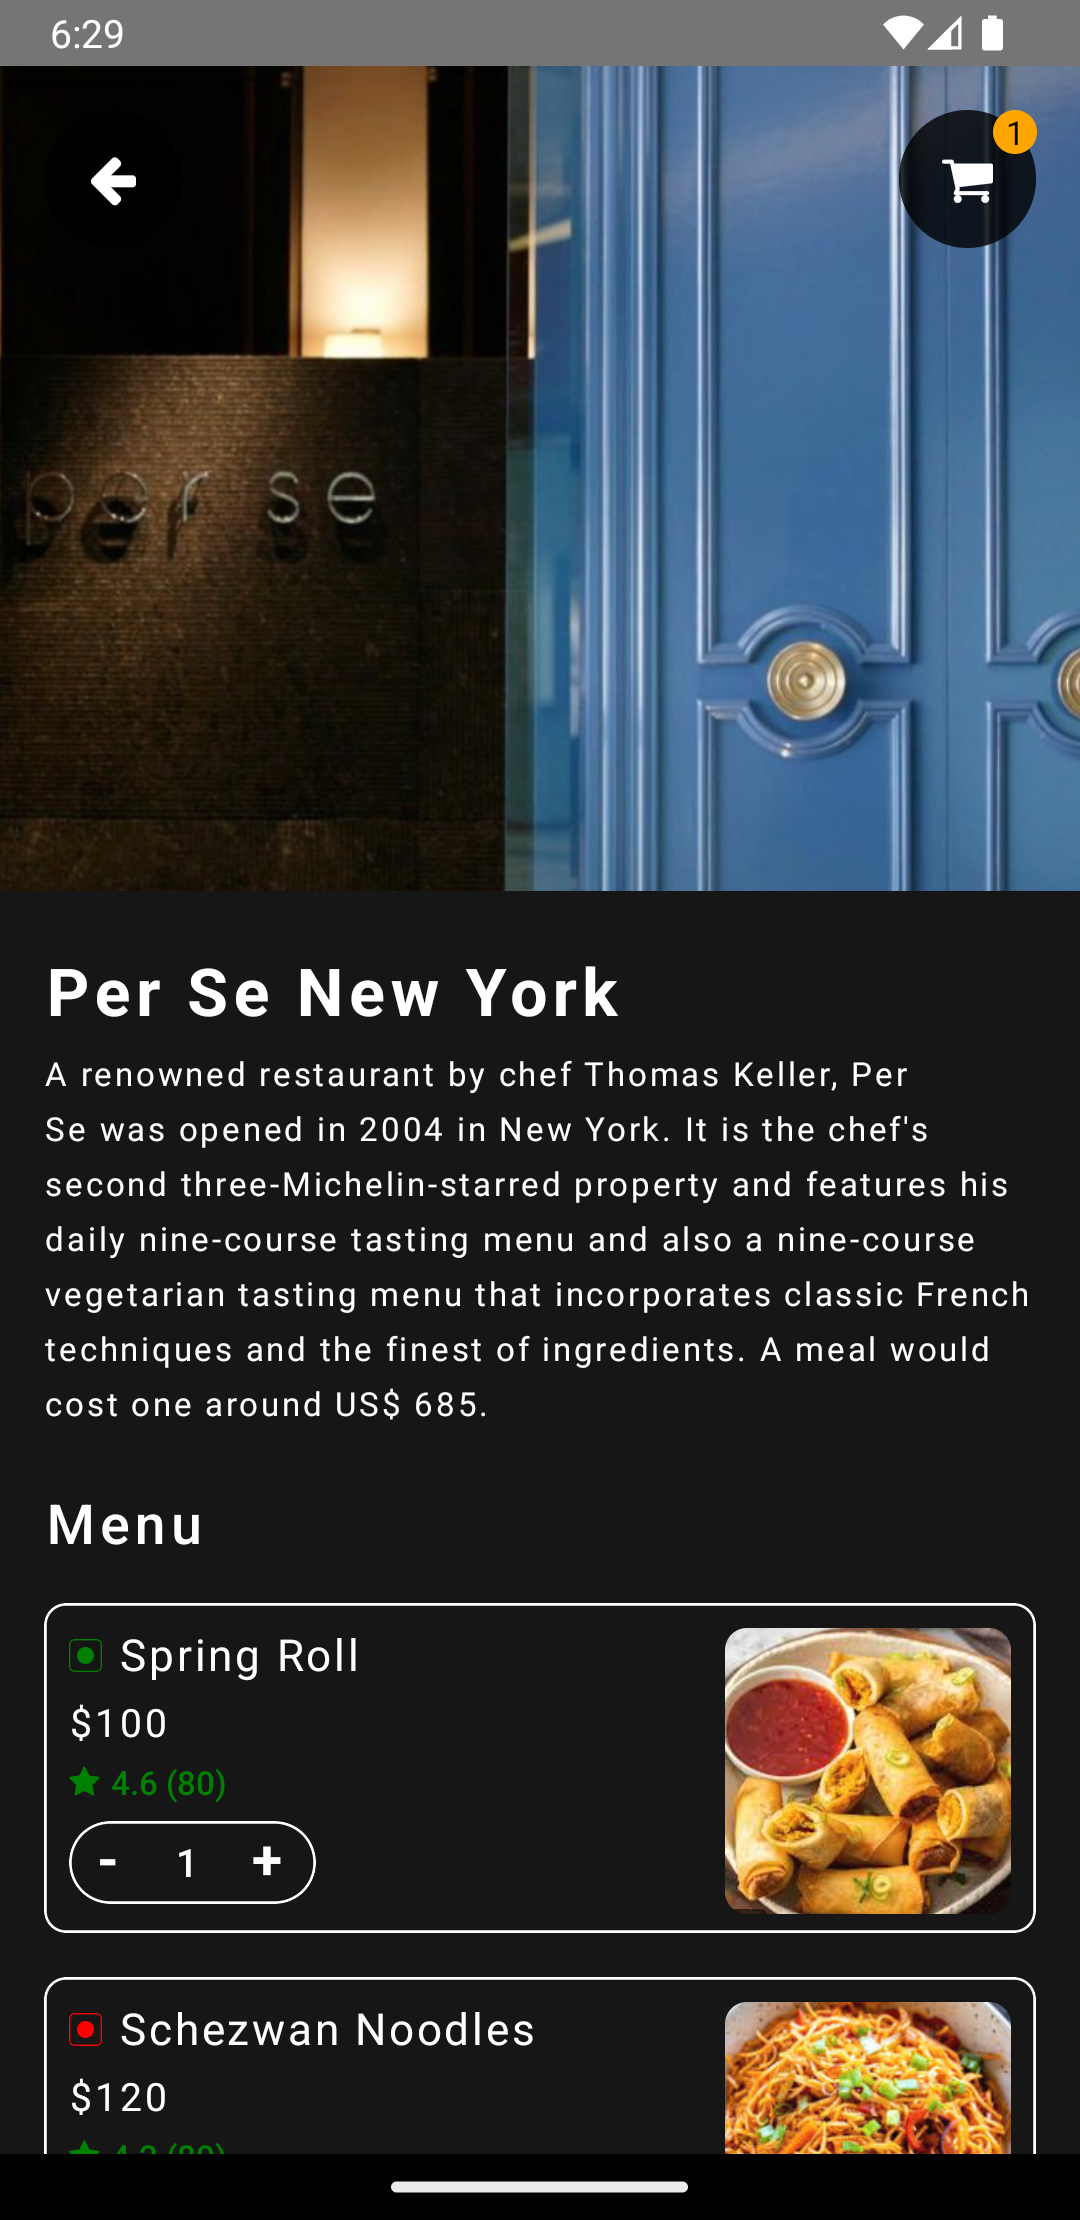 6:29
1
per se
Per Se New York
A renowned restaurant by chef Thomas Keller, Per
Se was opened in 2004 in New York. It is the chef's
second three-Michelin-starred property and features his
daily nine-course tasting menu and also a nine-course
vegetarian tasting menu that incorporates classic French
techniques and the finest of ingredients. A meal would
cost one around US$ 685.
Menu
Spring Roll
$100
4.6 (80)
- 1 +
Schezwan Noodles
$120